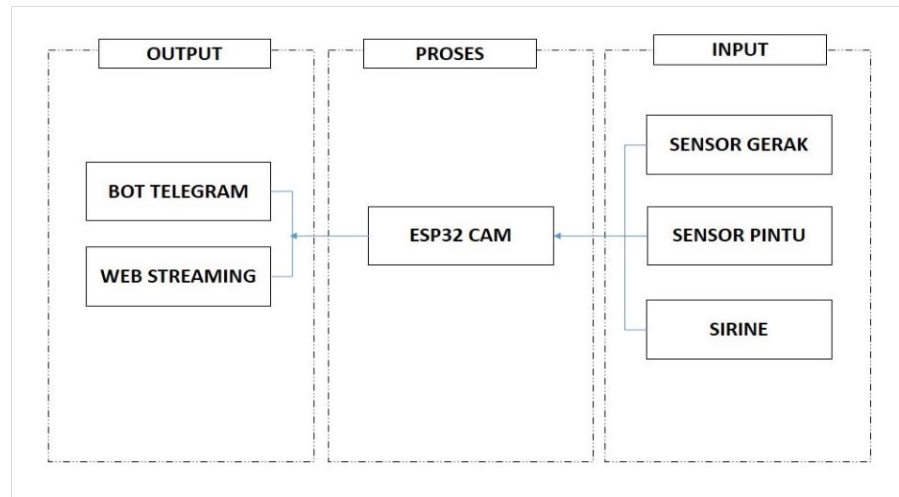 OUTPUT
PROSES
INPUT
BOT TELEGRAM
WEB STREAMING
ESP32 CAM
SENSOR GERAK
SENSOR PINTU
SIRINE